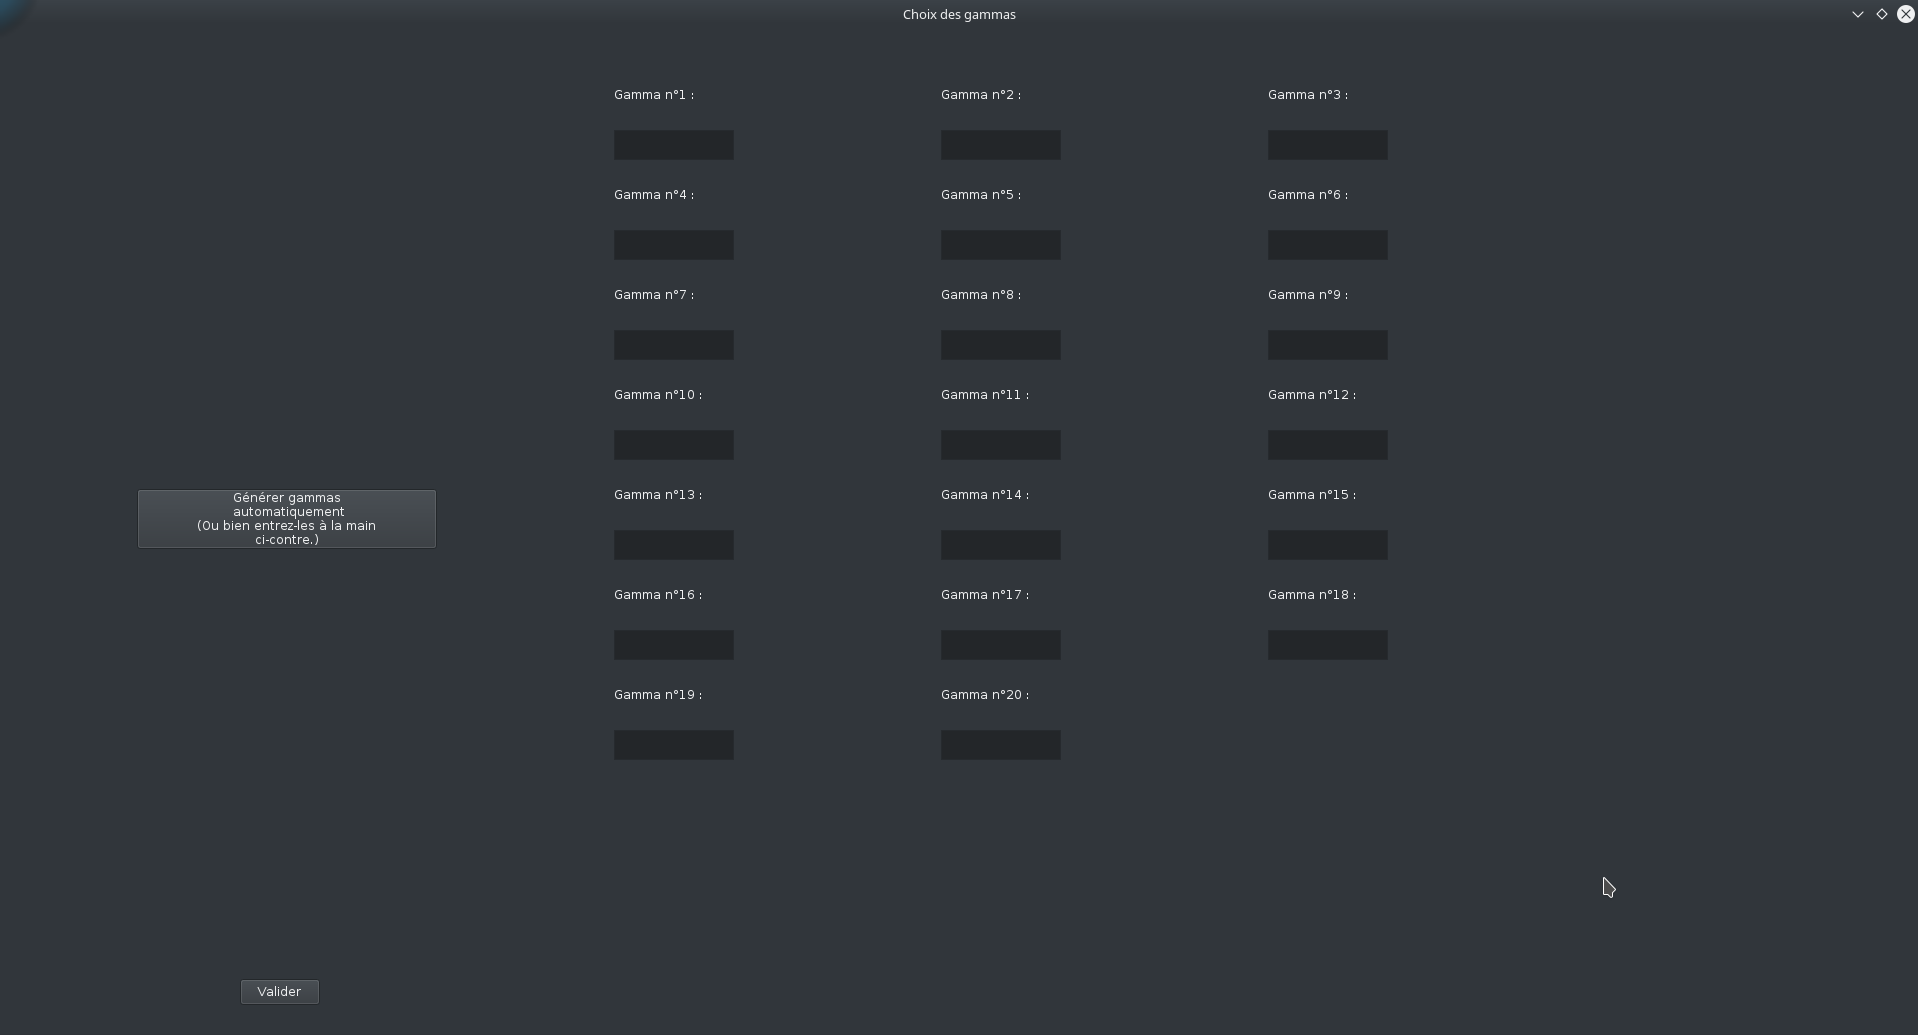 Choix des gammas
Gamma n°1 :
Gamma n°2 :
Gamma n°3 :
Gamma n°4 :
Gamma n°5 :
Gamma n°6 :
Gamma n°7 :
Gamma n°8 :
Gamma n°9 :
Gamma n°10 :
Gamma n°11 :
Gamma n°12 :
Gamma n°13 :
Gamma n°14 :
Gamma n°15 :
Générer gammas
automatiquement
(Ou bien entrez-les à la main
ci-contre.)
Gamma n°16 :
Gamma n°17 :
Gamma n°18 :
Gamma n°19 :
Gamma n°20 :
Valider